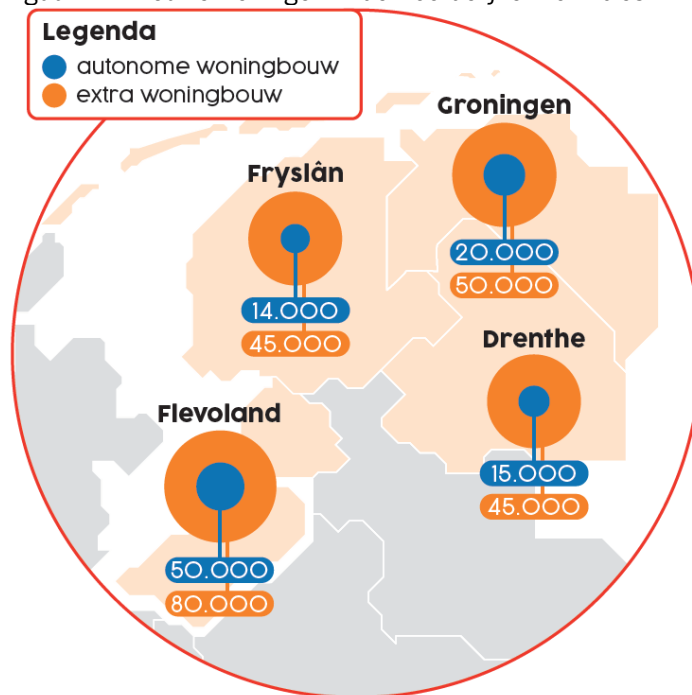 Legenda
autonome woningbouw
extra woningbouw
Groningen
20.000
50.000
Fryslân
14.000
45.000
Drenthe
15.000
45.000
Flevoland
50.000
80.000